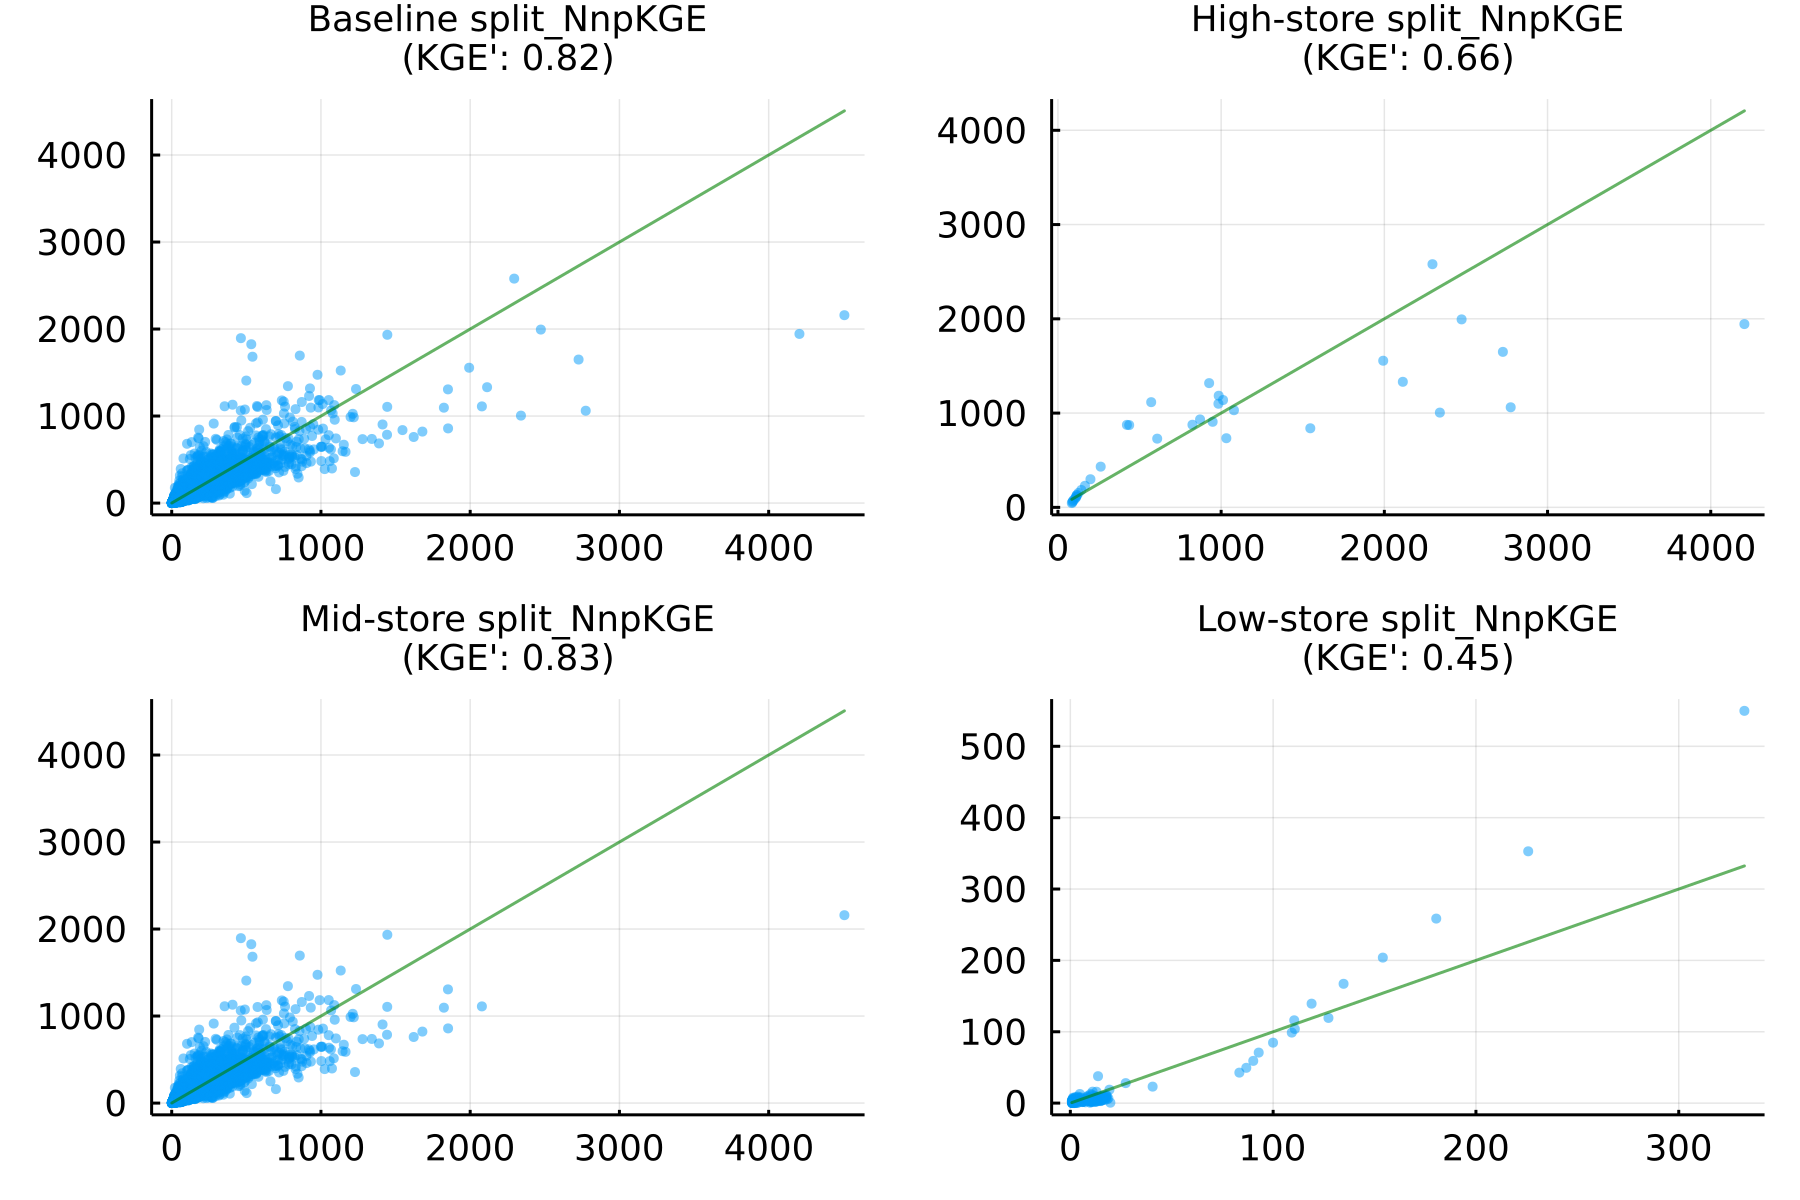 Baseline split_NnpKGE
(KGE': 0.82)
4000
3000
2000
1000
0
0 1000 2000 3000 4000
High-store split_NnpKGE
(KGE': 0.66)
4000
3000
2000
1000
0
0 1000 2000 3000 4000
Mid-store split_NnpKGE
(KGE': 0.83)
4000
3000
2000
1000
0
0 1000 2000 3000 4000
Low-store split_NnpKGE
(KGE': 0.45)
500
400
300
200
100
0
0 100 200 300